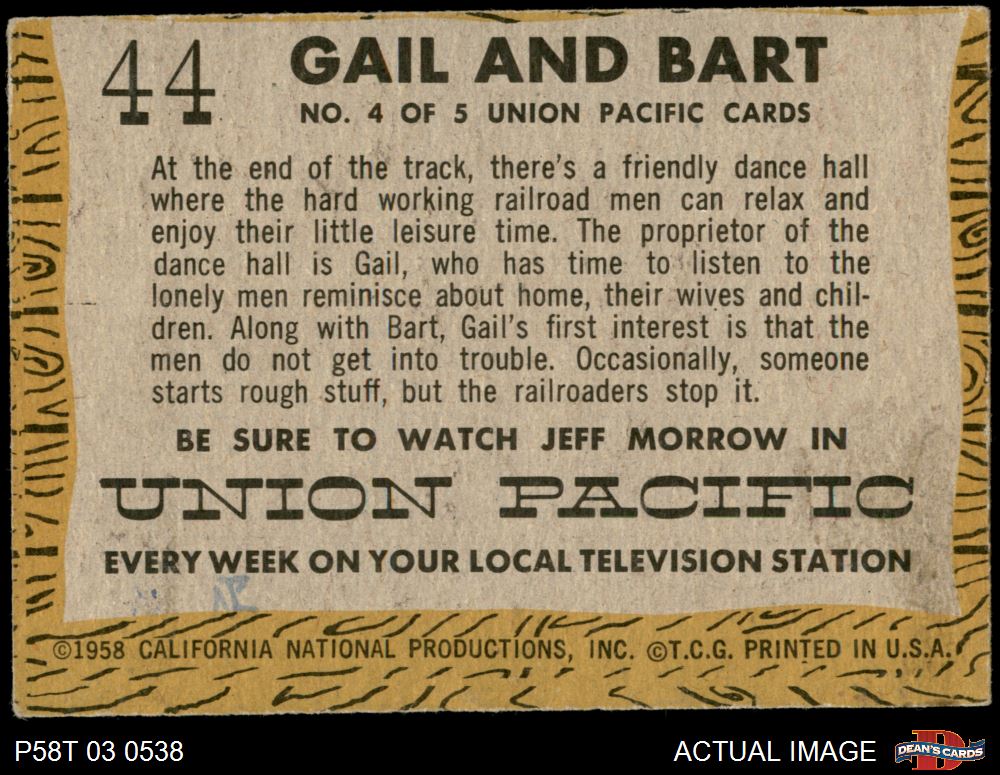 44
GAIL AND BART
NO. 4 OF 5 UNION PACIFIC CARDS
At the end of the track, there's a friendly dance hall
where the hard working railroad men can relax and
enjoy their little leisure time. The proprietor of the
dance hall is Gail, who has time to listen to the
lonely men reminisce about home, their wives and chil-
dren. Along with Bart, Gail's first interest is that the
men do not get into trouble. Occasionally, someone
starts rough stuff, but the railroaders stop it.
BE SURE TO WATCH JEFF MORROW IN
UNION PACIFIC
EVERY WEEK ON YOUR LOCAL TELEVISION STATION
©1958 CALIFORNIA NATIONAL PRODUCTIONS, INC. ©T.C.G. PRINTED IN U.S.A.
P58T 03 0538
ACTUAL IMAGE
DEAN'S CARDS